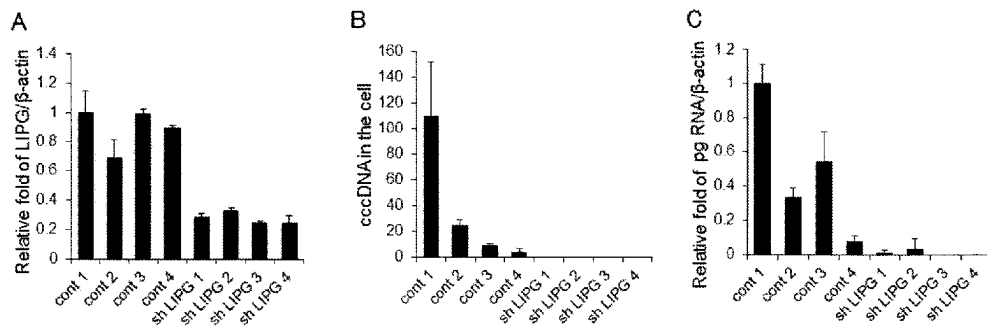 A
Relative fold of LIPG/β-actin
1.4
1.2
1
0.8
0.6
0.4
0.2
0
cont 1
cont 2
cont 3
cont 4
sh LIPG 1
sh LIPG 2
sh LIPG 3
sh LIPG 4
B
cccDNA in the cell
160
140
120
100
80
60
40
20
0
cont 1
cont 2
cont 3
cont 4
sh LIPG 1
sh LIPG 2
sh LIPG 3
sh LIPG 4
C
Relative fold of pg RNA/β-actin
1.2
1
0.8
0.6
0.4
0.2
0
cont 1
cont 2
cont 3
cont 4
sh LIPG 1
sh LIPG 2
sh LIPG 3
sh LIPG 4